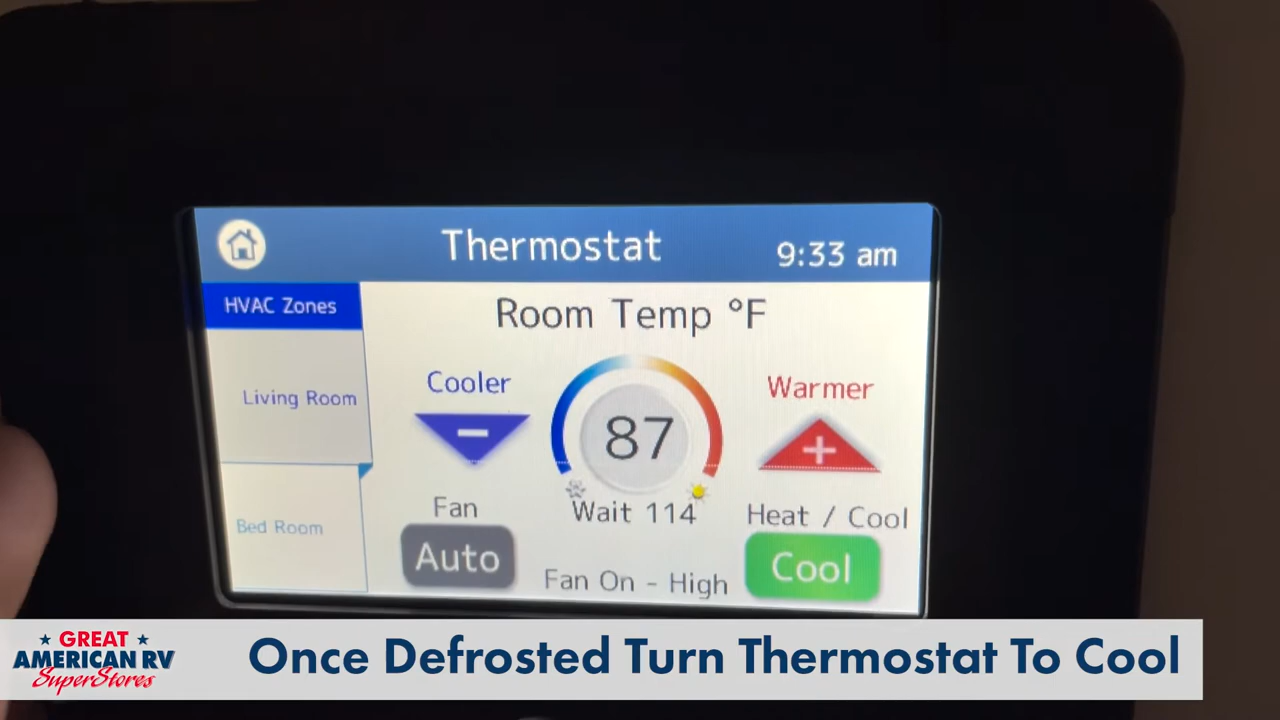 Thermostat
9:33 am
HVAC Zones
Room Temp °F
Living Room
Cooler
Warmer
−
87
+
Bed Room
Fan
Wait 114
Heat / Cool
Auto
Fan On - High
Cool
GREAT
AMERICAN RV
SuperStores
Once Defrosted Turn Thermostat To Cool